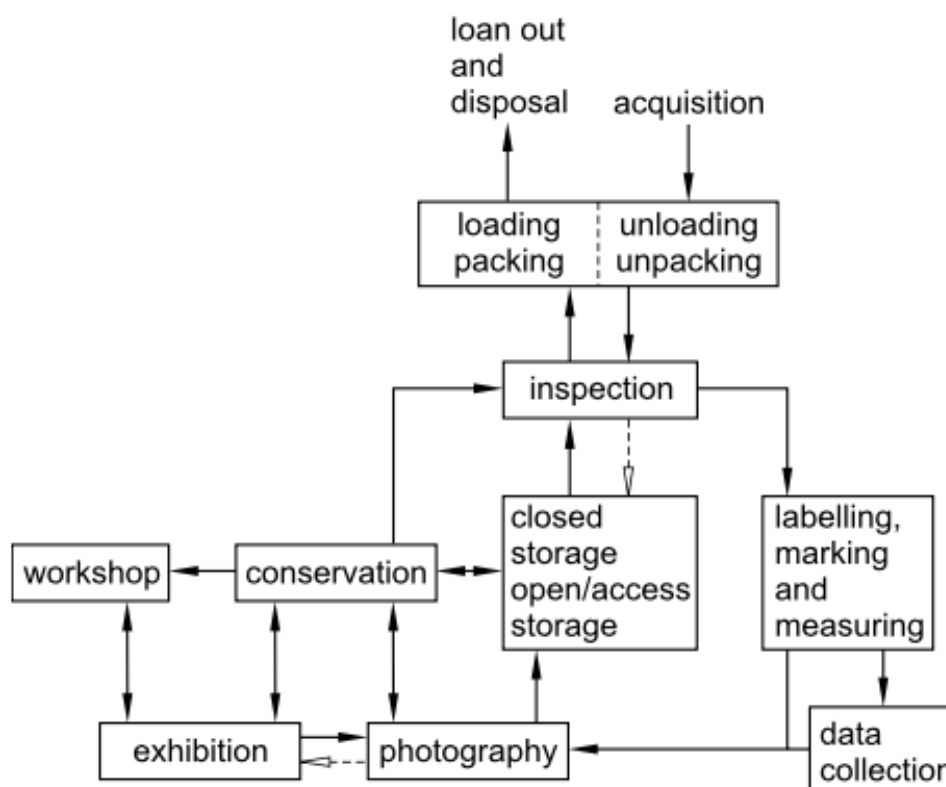 loan out
and
disposal
acquisition
loading
packing
unloading
unpacking
inspection
closed
storage
open/access
storage
labelling,
marking
and
measuring
workshop
conservation
exhibition
photography
data
collection